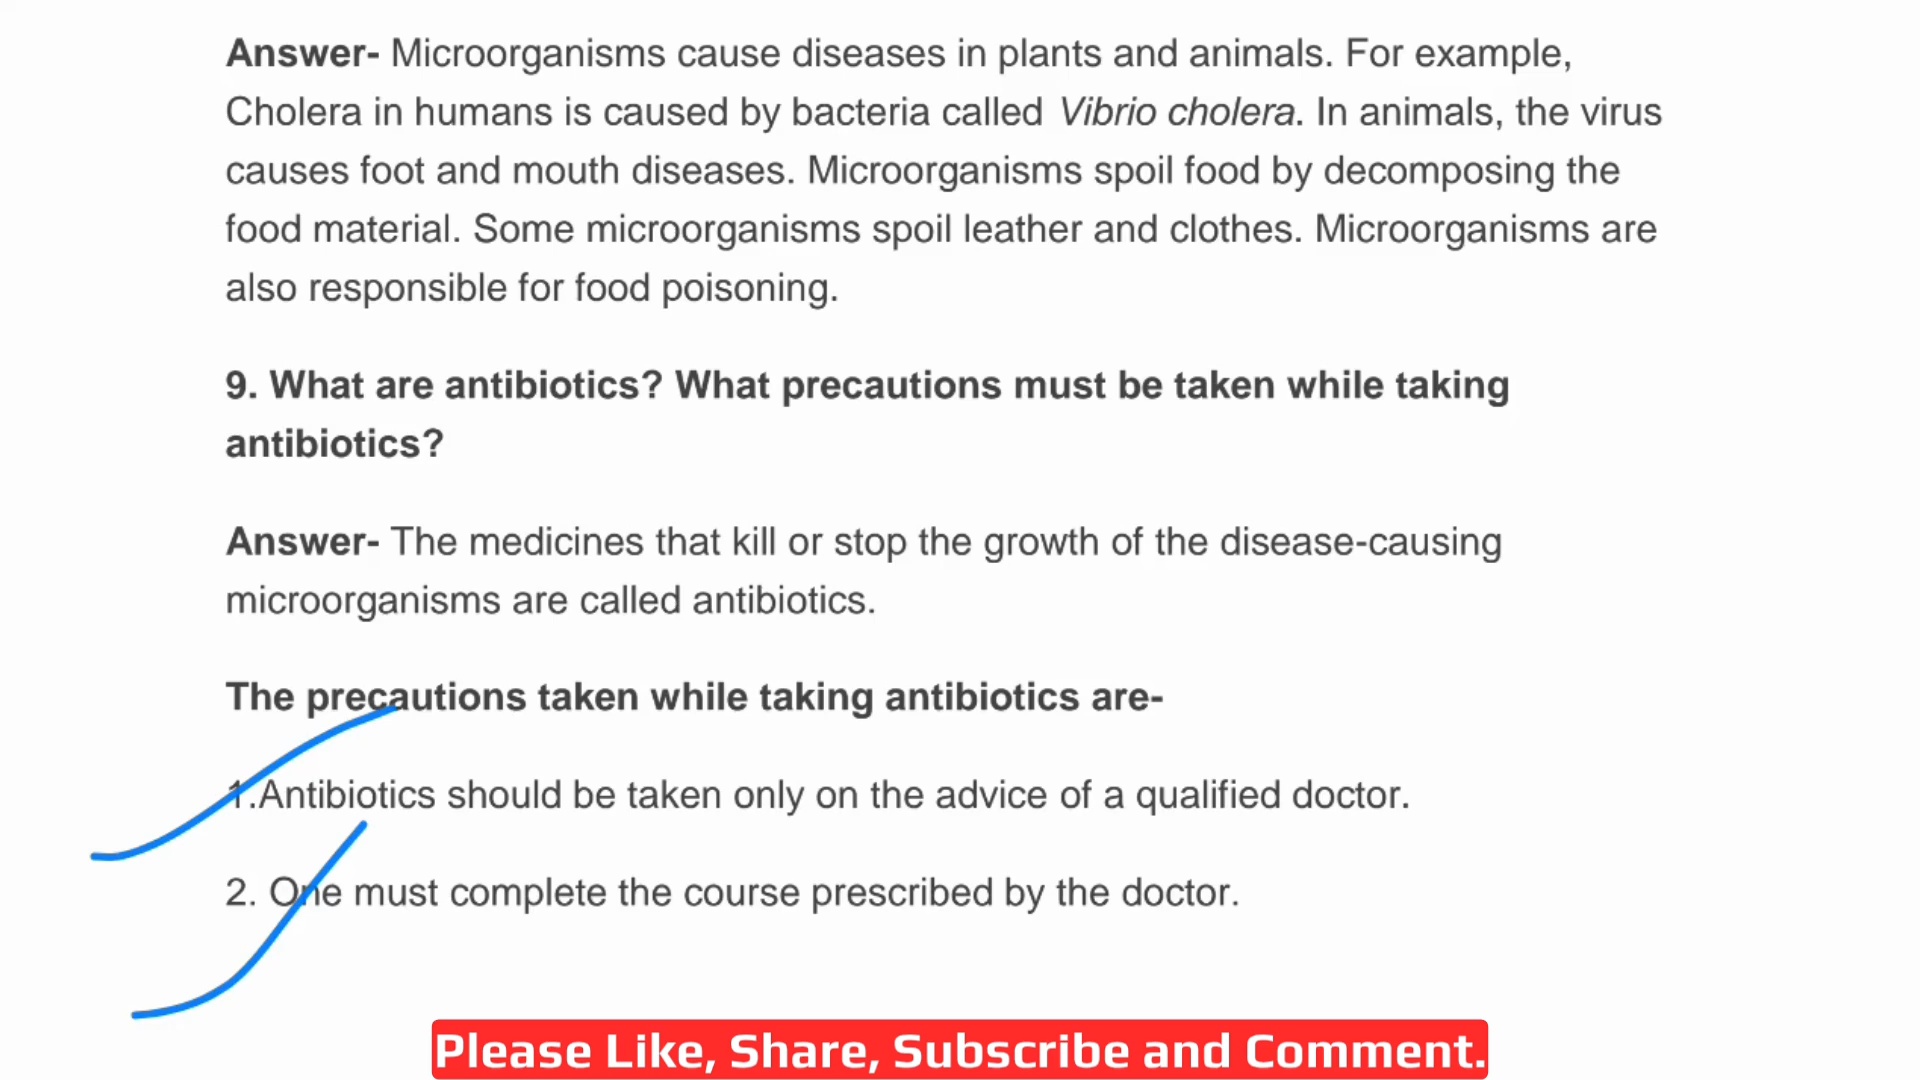 Answer- Microorganisms cause diseases in plants and animals. For example,
Cholera in humans is caused by bacteria called Vibrio cholera. In animals, the virus
causes foot and mouth diseases. Microorganisms spoil food by decomposing the
food material. Some microorganisms spoil leather and clothes. Microorganisms are
also responsible for food poisoning.
9. What are antibiotics? What precautions must be taken while taking
antibiotics?
Answer- The medicines that kill or stop the growth of the disease-causing
microorganisms are called antibiotics.
The precautions taken while taking antibiotics are-
1.Antibiotics should be taken only on the advice of a qualified doctor.
2. One must complete the course prescribed by the doctor.
Please Like, Share, Subscribe and Comment.